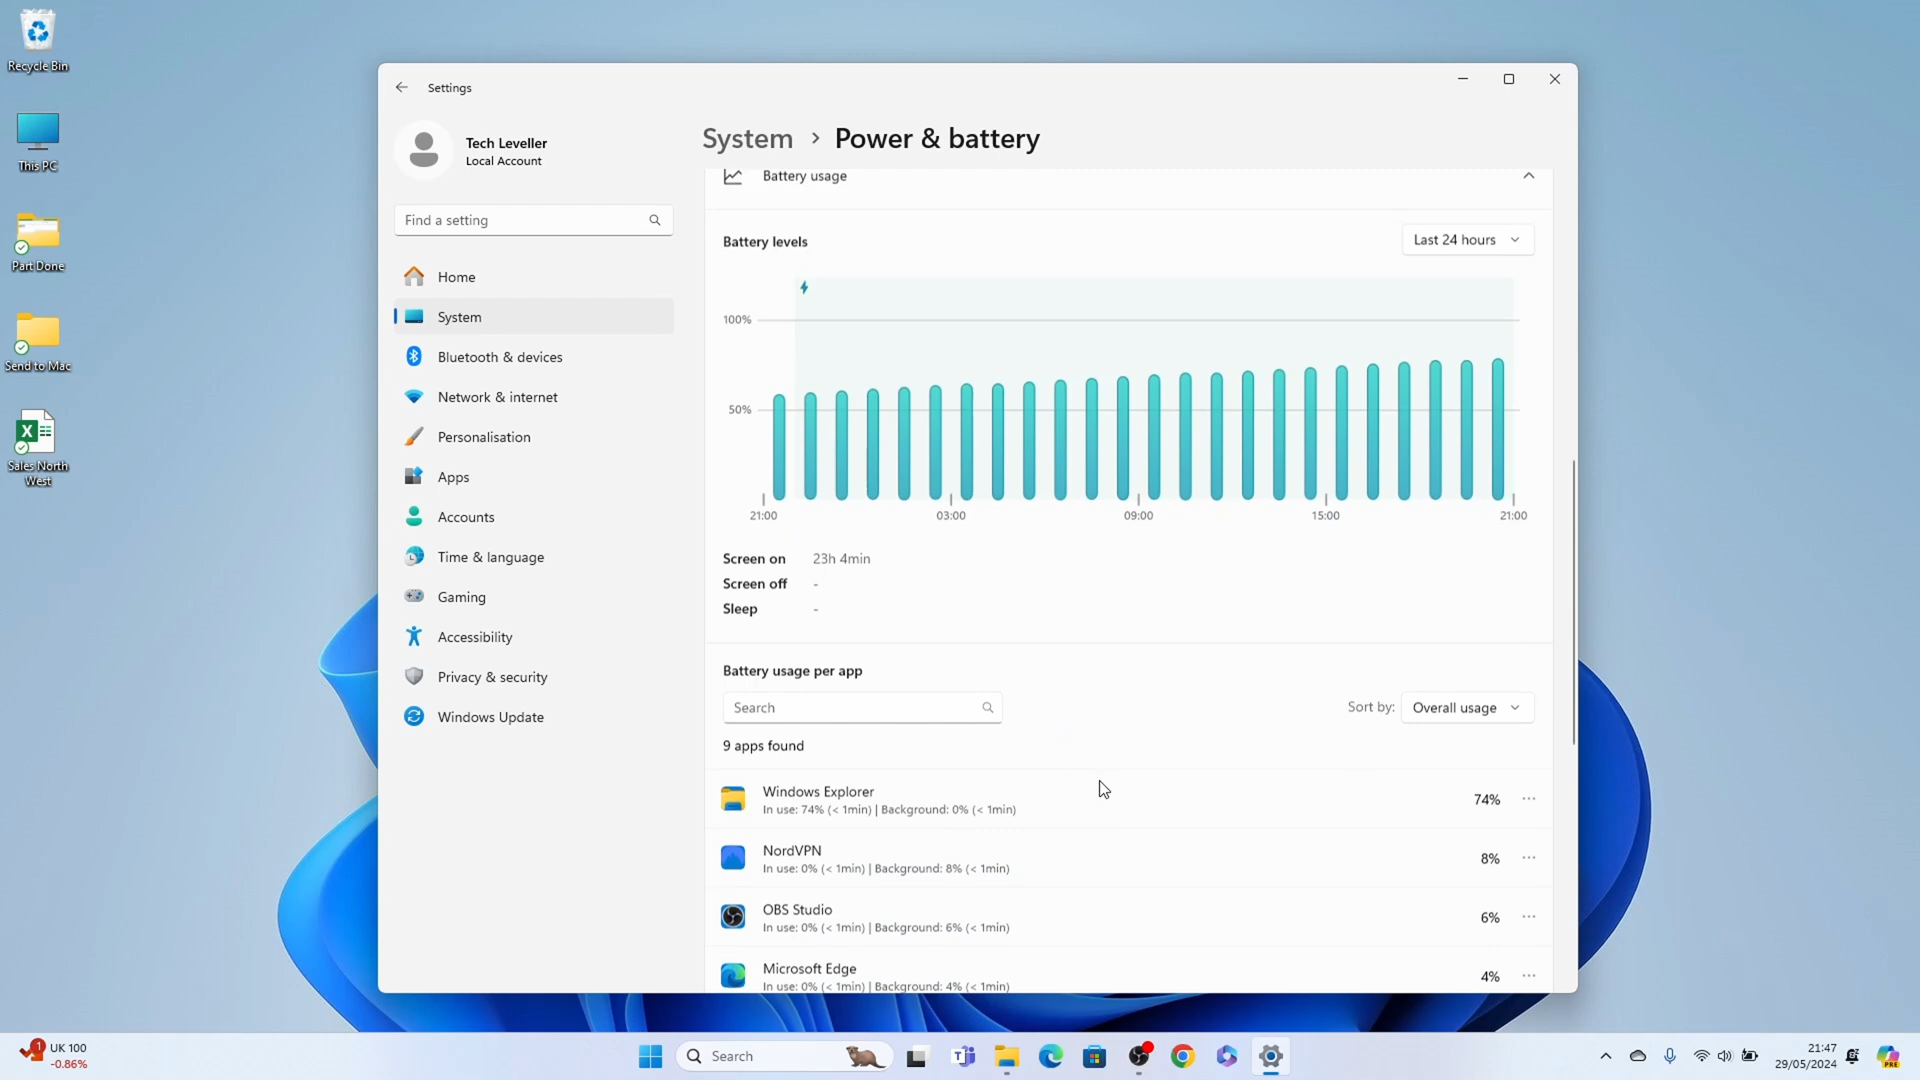 Recycle Bin
This PC
Part Done
Send to Mac
Sales North
West
Settings
Tech Leveller
Local Account
Find a setting
Home
System
Bluetooth & devices
Network & internet
Personalisation
Apps
Accounts
Time & language
Gaming
Accessibility
Privacy & security
Windows Update
System > Power & battery
Battery usage
Battery levels
Last 24 hours
100%
50%
21:00 03:00 09:00 15:00 21:00
Screen on 23h 4min
Screen off -
Sleep -
Battery usage per app
Search
Sort by: Overall usage
9 apps found
Windows Explorer
In use: 74% (< 1min) | Background: 0% (< 1min)
74%
NordVPN
In use: 0% (< 1min) | Background: 8% (< 1min)
8%
OBS Studio
In use: 0% (< 1min) | Background: 6% (< 1min)
6%
Microsoft Edge
In use: 0% (< 1min) | Background: 4% (< 1min)
4%
1
UK 100
-0.86%
Search
21:47
29/05/2024
PRE